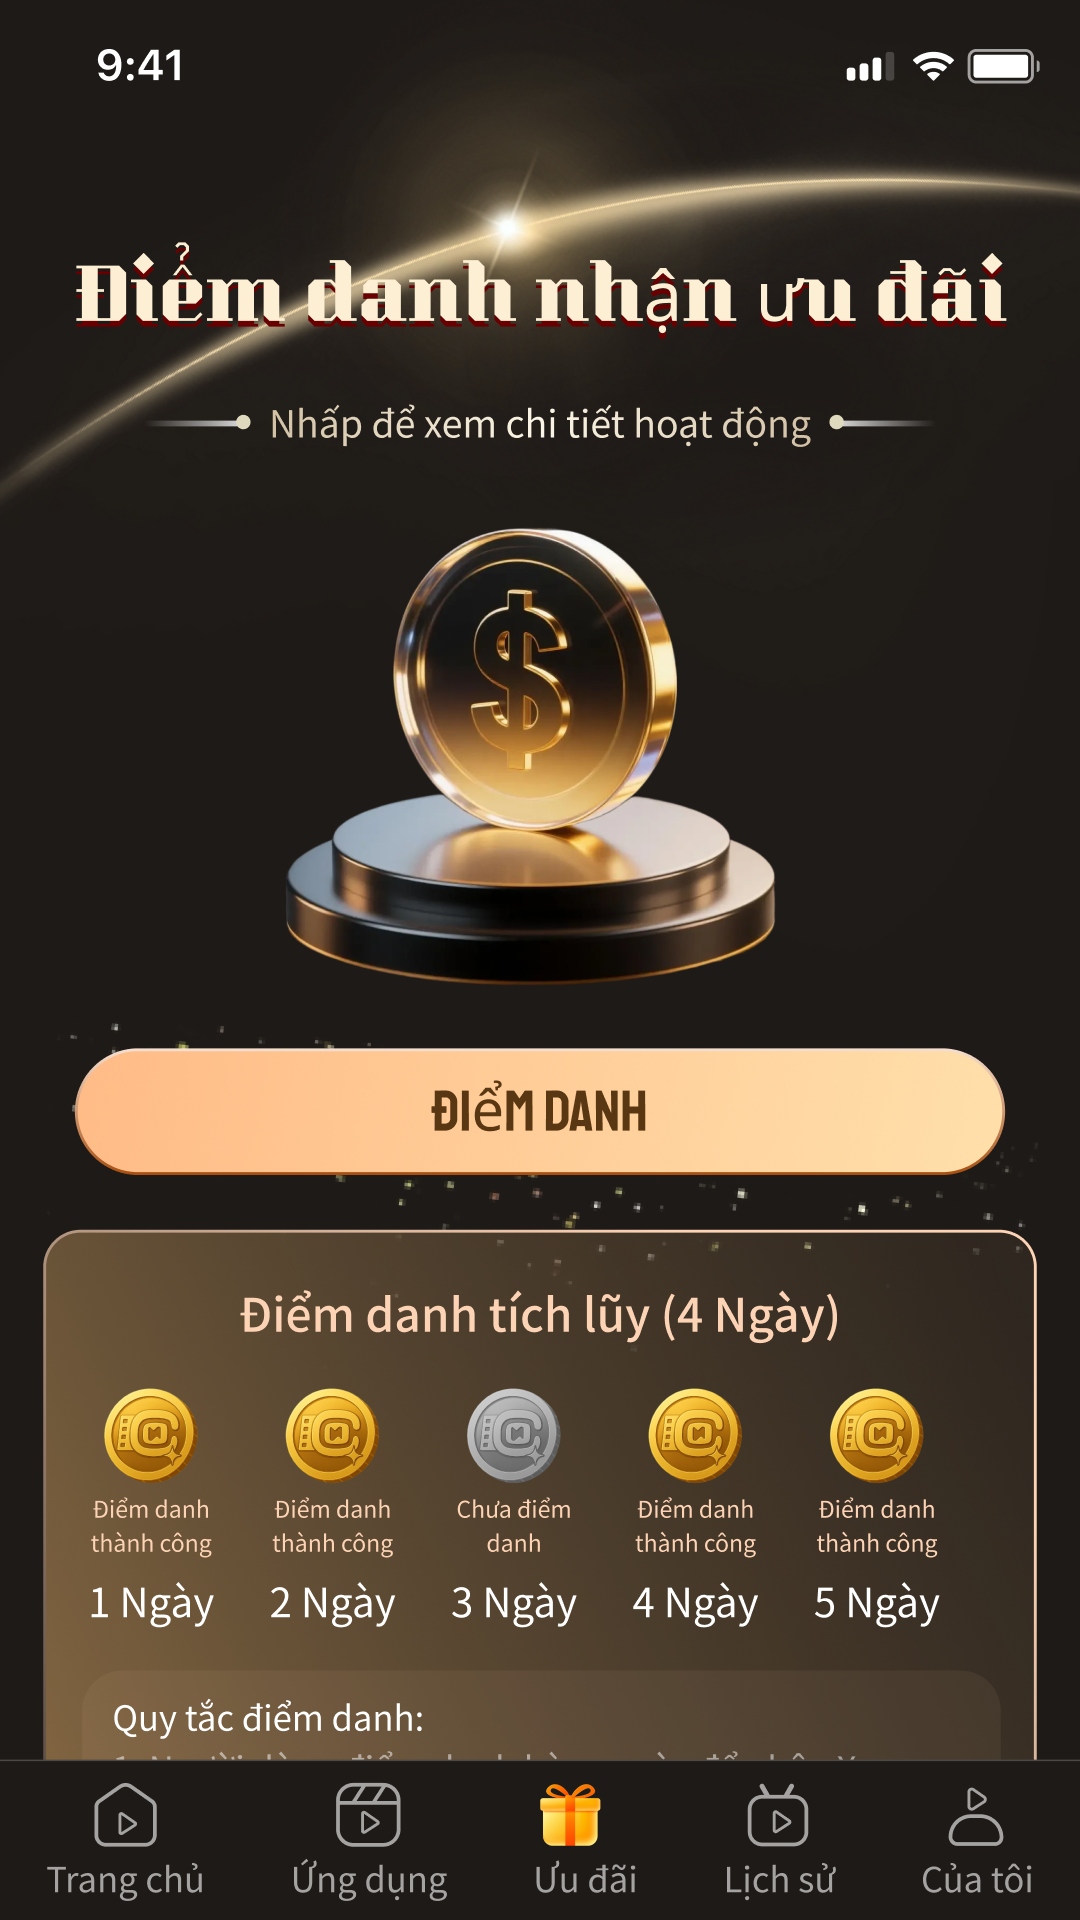 9:41
Điểm danh nhận ưu đãi
Nhấp để xem chi tiết hoạt động
ĐIỂM DANH
Điểm danh tích lũy (4 Ngày)
Điểm danh thành công
1 Ngày
Điểm danh thành công
2 Ngày
Chưa điểm danh
3 Ngày
Điểm danh thành công
4 Ngày
Điểm danh thành công
5 Ngày
Quy tắc điểm danh:
Trang chủ
Ứng dụng
Ưu đãi
Lịch sử
Của tôi